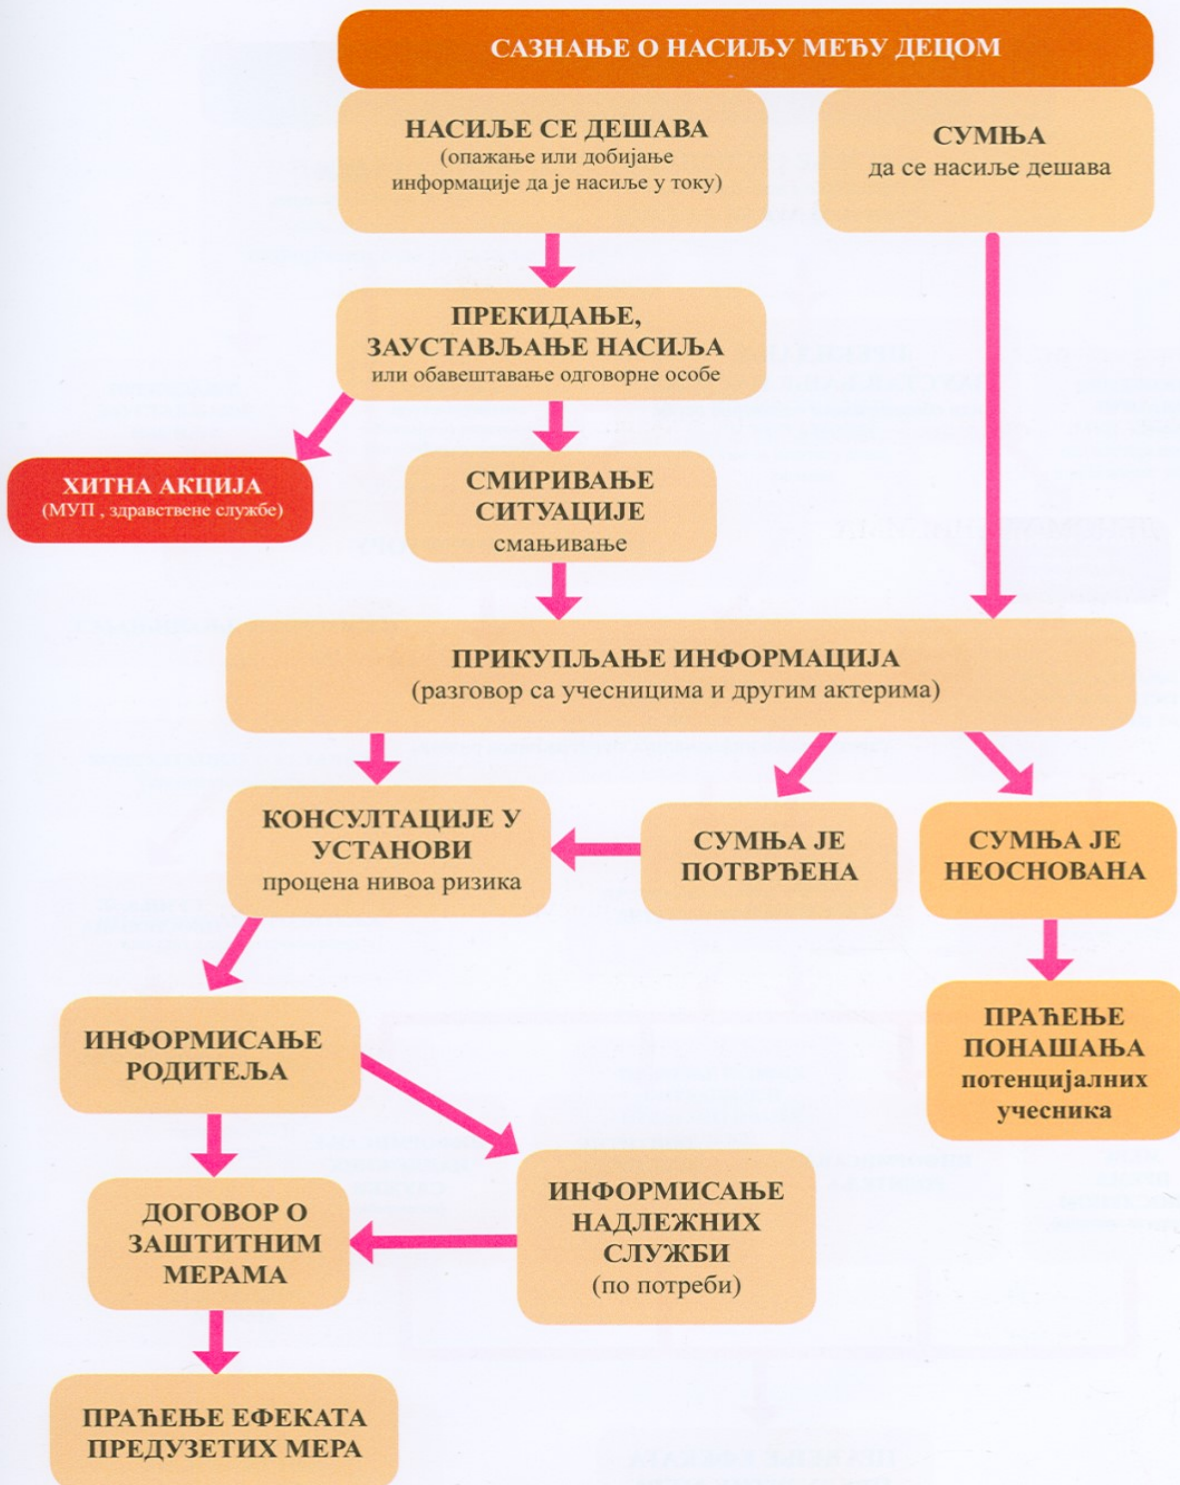 САЗНАЊЕ О НАСИЉУ МЕЂУ ДЕЦОМ
НАСИЉЕ СЕ ДЕШАВА
(опажање или добијање
информације да је насиље у току)
СУМЊА
да се насиље дешава
ПРЕКИДАЊЕ,
ЗАУСТАВЉАЊЕ НАСИЉА
или обавештавање одговорне особе
ХИТНА АКЦИЈА
(МУП , здравствене службе)
СМИРИВАЊЕ
СИТУАЦИЈЕ
смањивање
ПРИКУПЉАЊЕ ИНФОРМАЦИЈА
(разговор са учесницима и другим актерима)
КОНСУЛТАЦИЈЕ У
УСТАНОВИ
процена нивоа ризика
СУМЊА ЈЕ
ПОТВРЂЕНА
СУМЊА ЈЕ
НЕОСНОВАНА
ИНФОРМИСАЊЕ
РОДИТЕЉА
ПРАЋЕЊЕ
ПОНАШАЊА
потенцијалних
учесника
ДОГОВОР О
ЗАШТИТНИМ
МЕРАМА
ИНФОРМИСАЊЕ
НАДЛЕЖНИХ
СЛУЖБИ
(по потреби)
ПРАЋЕЊЕ ЕФЕКАТА
ПРЕДУЗЕТИХ МЕРА